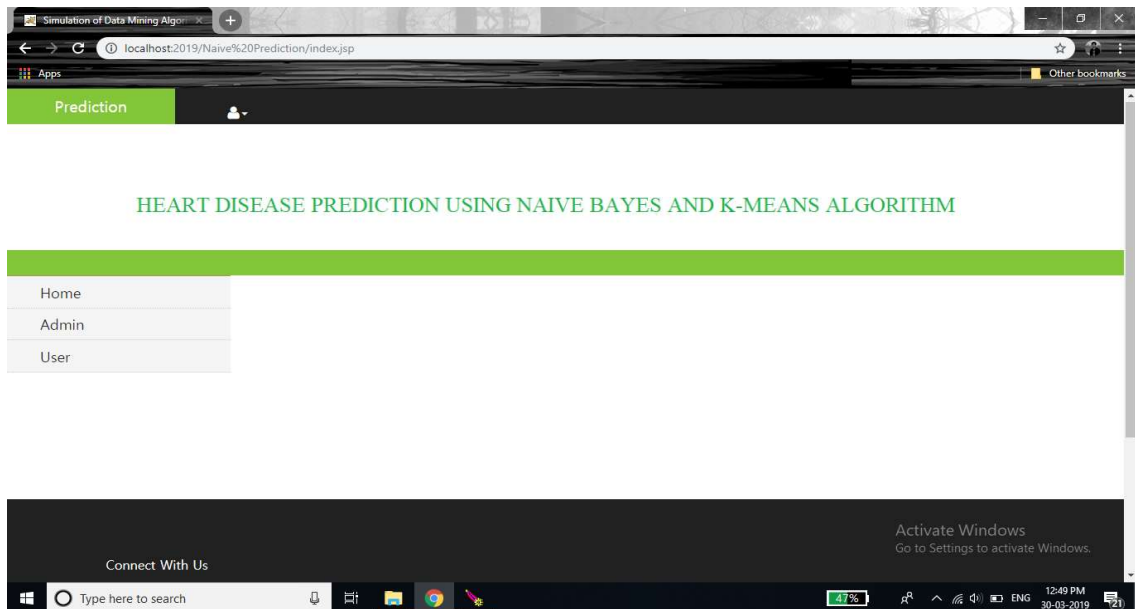 Simulation of Data Mining Algor
localhost:2019/Naive%20Prediction/index.jsp
Apps
Other bookmarks
Prediction
HEART DISEASE PREDICTION USING NAIVE BAYES AND K-MEANS ALGORITHM
Home
Admin
User
Activate Windows
Go to Settings to activate Windows.
Connect With Us
Type here to search
47%
ENG
12:49 PM
30-03-2019
21